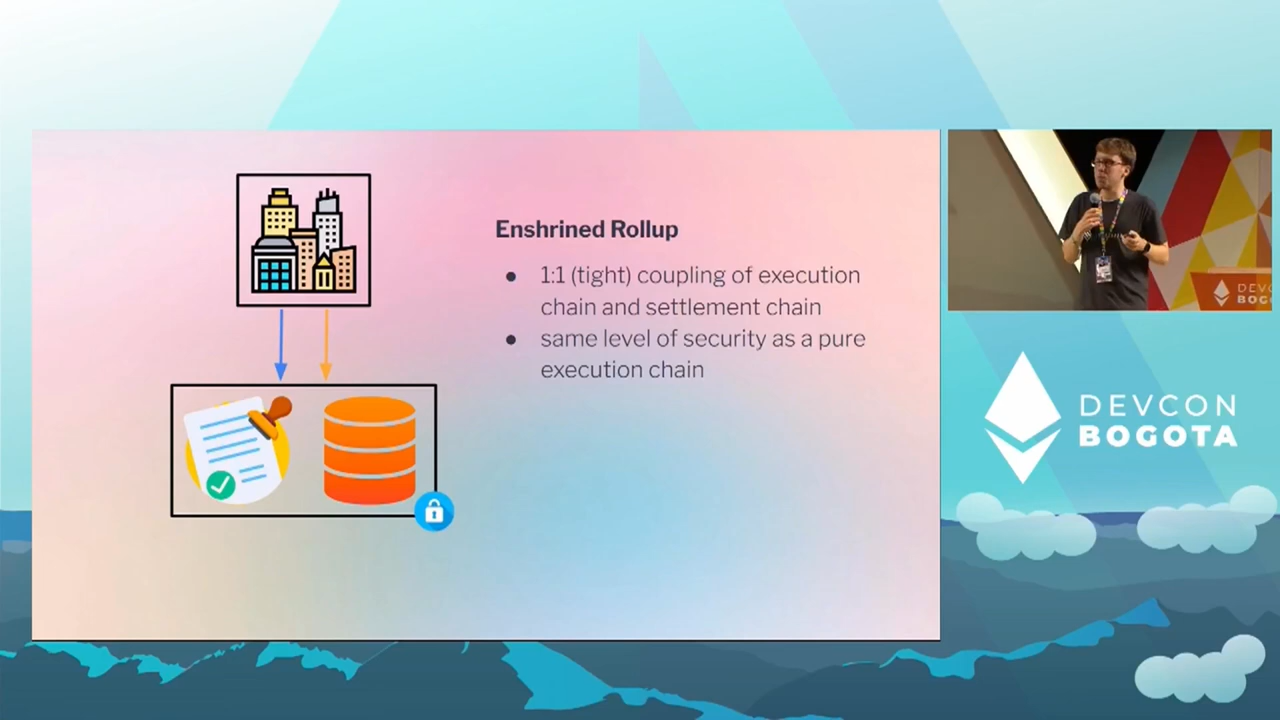 Enshrined Rollup
● 1:1 (tight) coupling of execution
chain and settlement chain
● same level of security as a pure
execution chain
DEVCON
BOGOTA